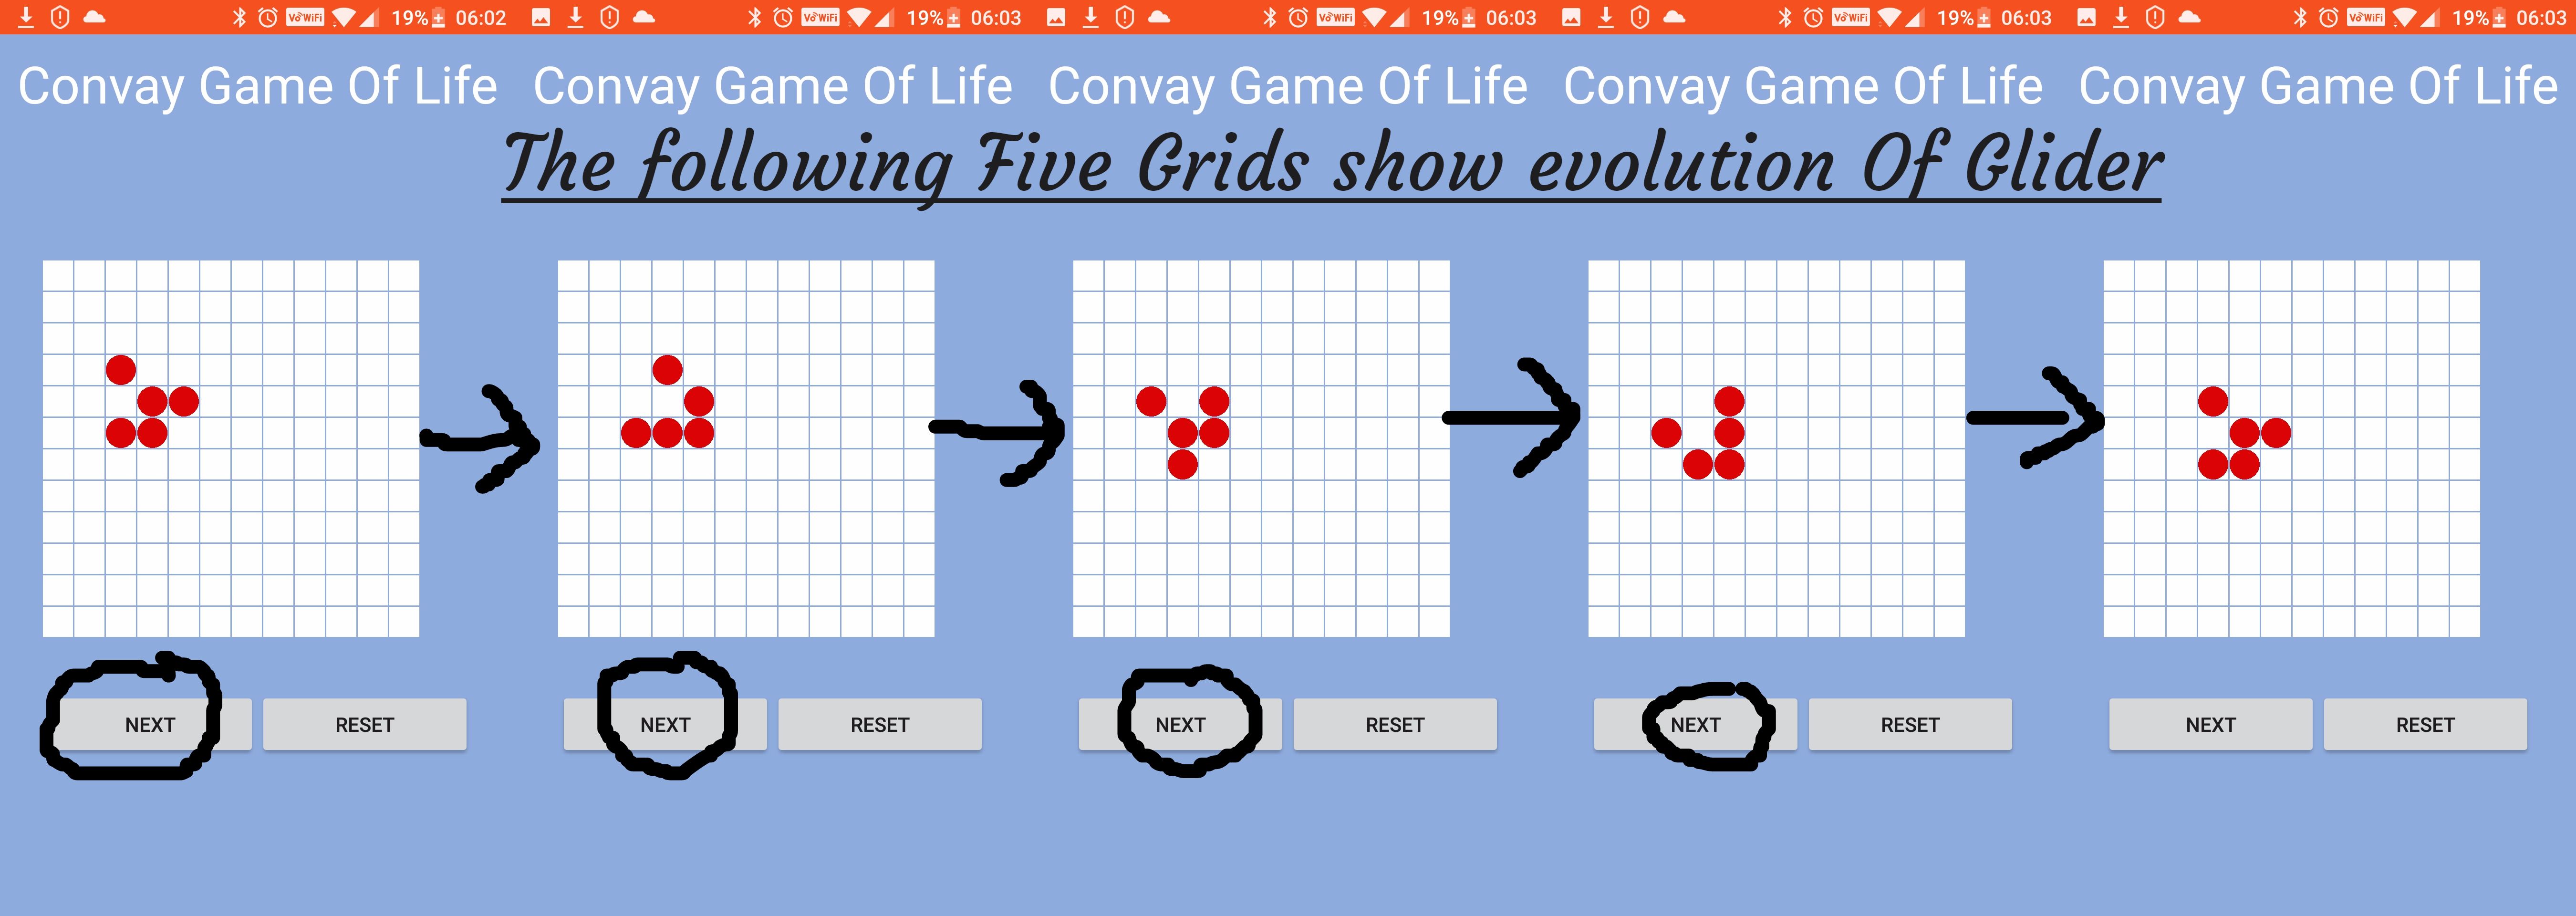 VoWiFi 19% 06:02 VoWiFi 19% 06:03 VoWiFi 19% 06:03 VoWiFi 19% 06:03 VoWiFi 19% 06:03
Convay Game Of Life Convay Game Of Life Convay Game Of Life Convay Game Of Life Convay Game Of Life
The following Five Grids show evolution Of Glider
NEXT RESET NEXT RESET NEXT RESET NEXT RESET NEXT RESET